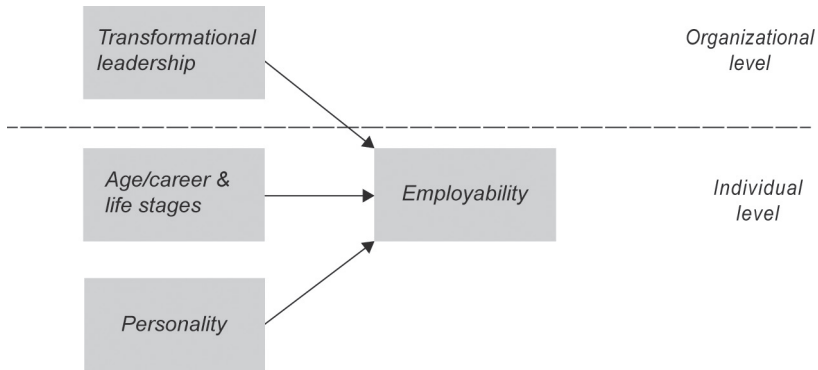 Transformational
leadership
Organizational
level
Age/career &
life stages
Employability
Individual
level
Personality